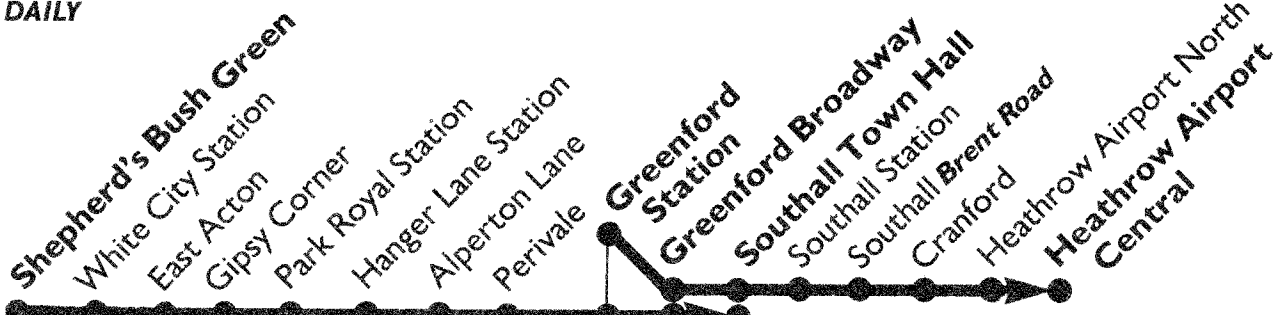 DAILY
Shepherd's Bush Green
White City Station
East Acton
Gipsy Corner
Park Royal Station
Hanger Lane Station
Alperton Lane
Perivale
Greenford
Station
Greenford Broadway
Southall Town Hall
Southall Station
Southall Brent Road
Cranford
Heathrow Airport North
Heathrow Airport
Central